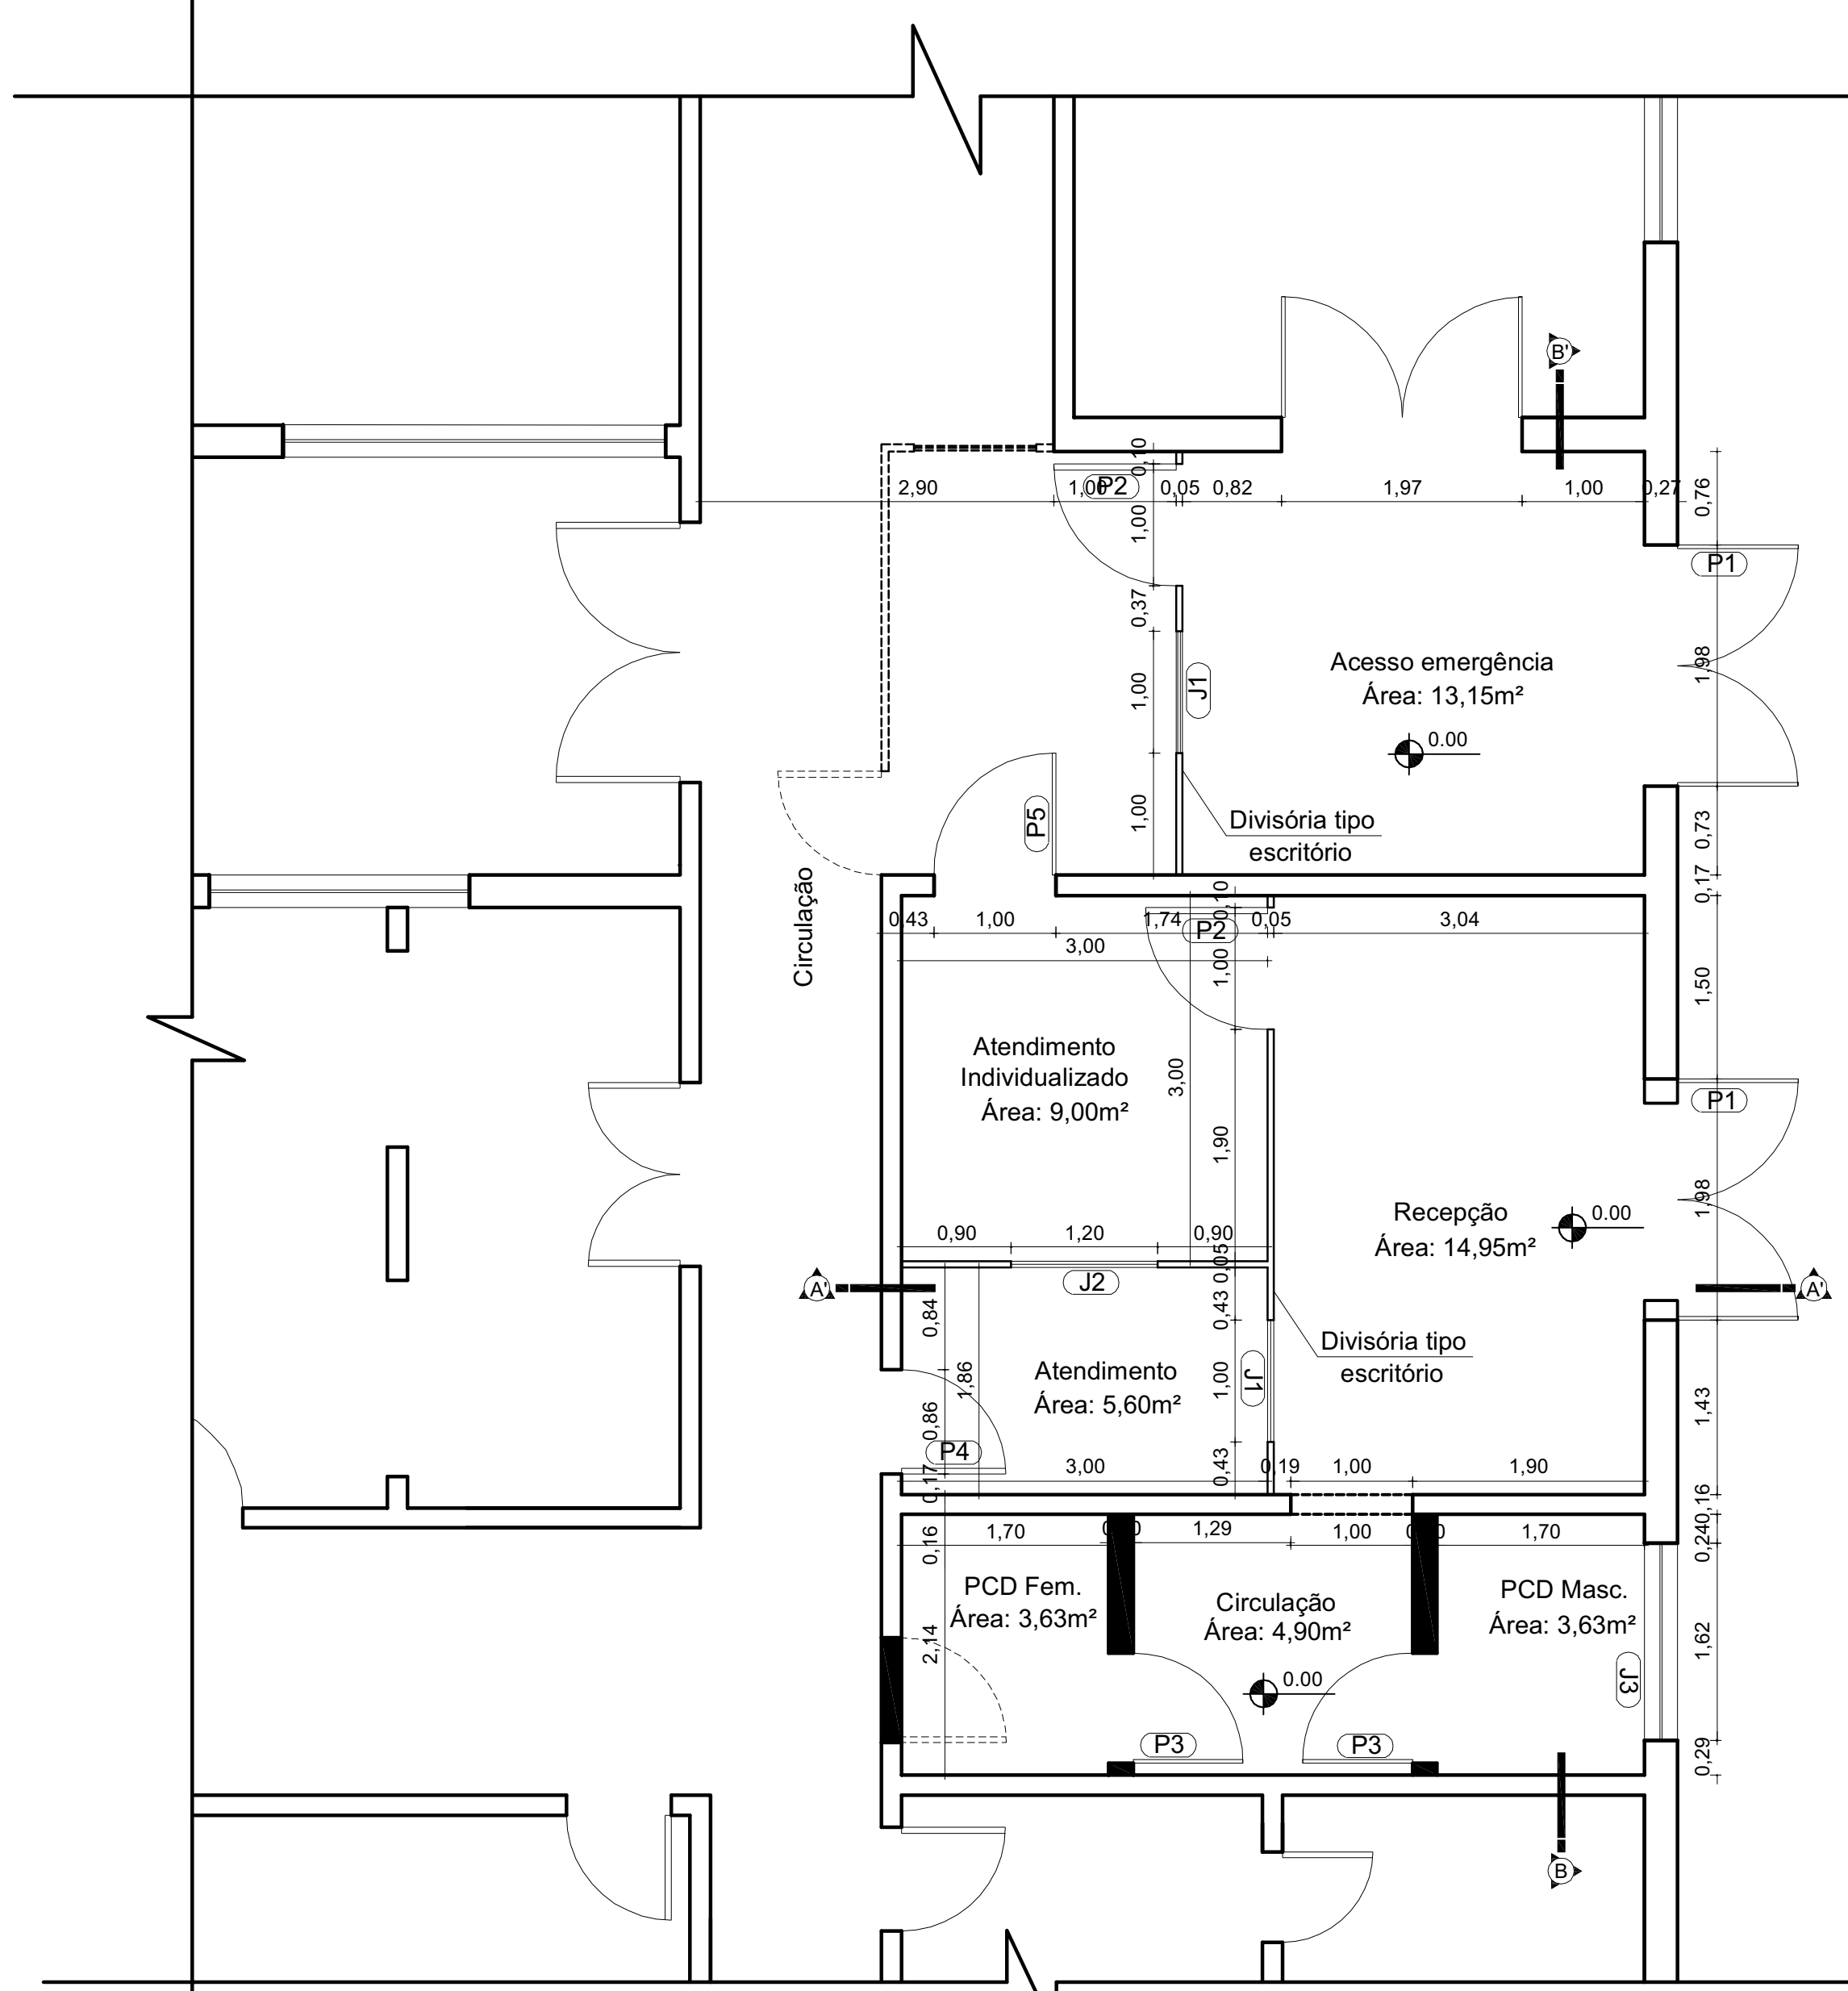 B'
0,10
P2
2,90
1,00
0,05
0,82
1,97
1,00
0,27
0,76
1,00
P1
0,37
1,98
Acesso emergência
Área: 13,15m²
1,00
J1
0.00
P5
1,00
Divisória tipo
escritório
0,73
0,17
Circulação
0,10
0,43
1,00
1,74
P2
0,05
3,04
3,00
1,00
1,50
Atendimento
Individualizado
Área: 9,00m²
3,00
P1
1,90
1,98
Recepção
Área: 14,95m²
0.00
0,90
1,20
0,90
0,05
J2
A'
A'
0,84
0,43
Divisória tipo
escritório
Atendimento
Área: 5,60m²
1,86
1,00
J1
0,86
1,43
P4
3,00
0,43
0,19
1,00
1,90
0,17
0,16
1,70
1,29
1,00
1,70
0,16
0,24
PCD Fem.
Área: 3,63m²
Circulação
Área: 4,90m²
PCD Masc.
Área: 3,63m²
2,14
1,62
0.00
J3
P3
P3
0,29
B